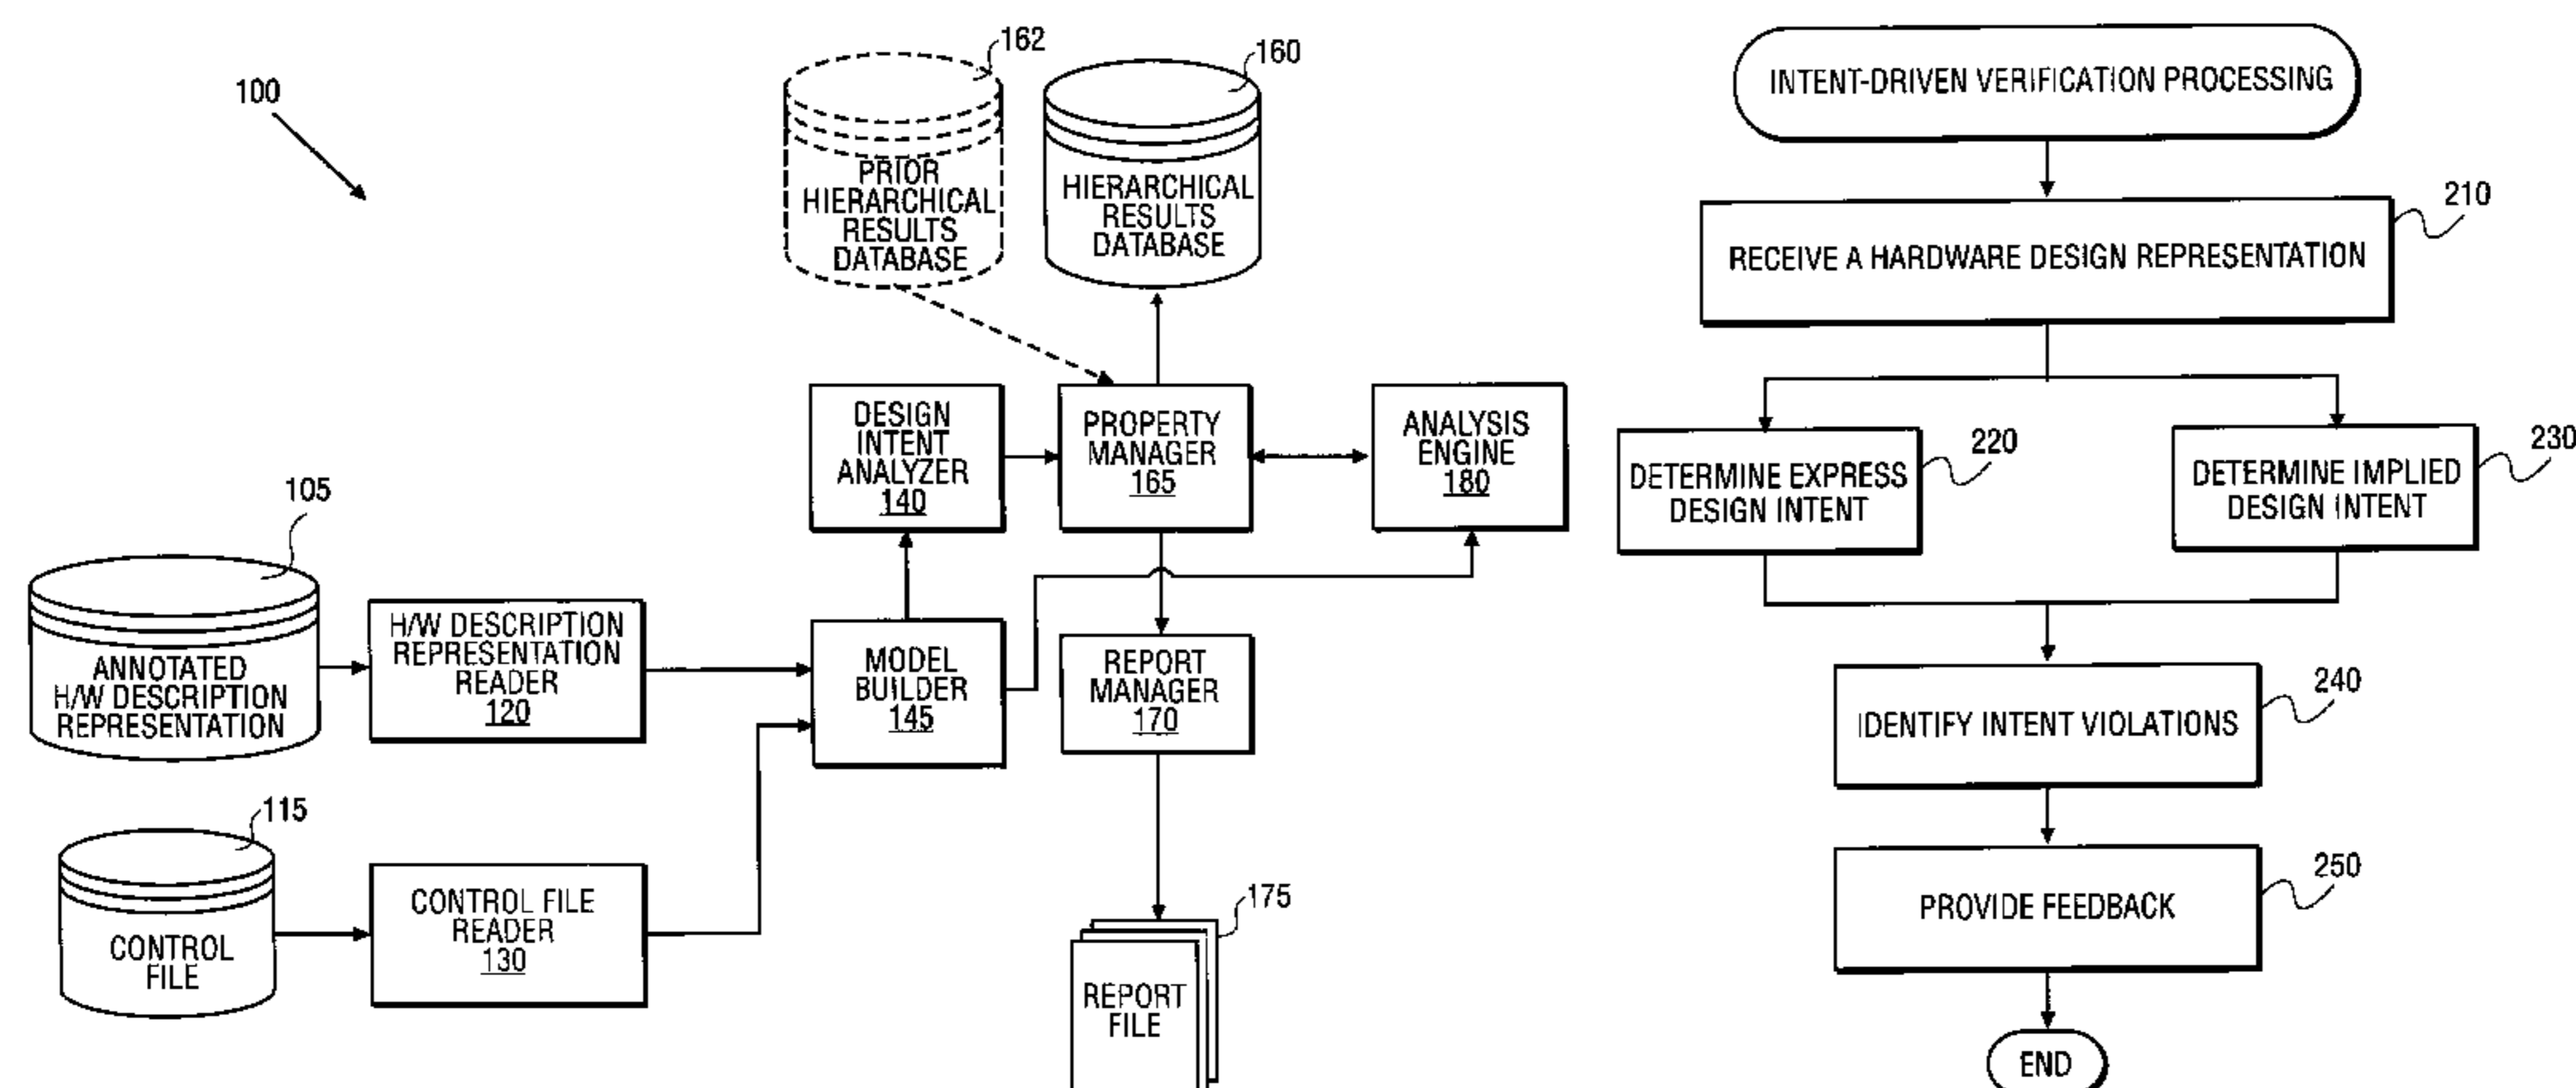 100
162
PRIOR
HIERARCHICAL
RESULTS
DATABASE
160
HIERARCHICAL
RESULTS
DATABASE
DESIGN
INTENT
ANALYZER
140
PROPERTY
MANAGER
165
ANALYSIS
ENGINE
180
105
ANNOTATED
H/W DESCRIPTION
REPRESENTATION
H/W DESCRIPTION
REPRESENTATION
READER
120
MODEL
BUILDER
145
REPORT
MANAGER
170
115
CONTROL
FILE
CONTROL FILE
READER
130
175
REPORT
FILE
INTENT-DRIVEN VERIFICATION PROCESSING
210
RECEIVE A HARDWARE DESIGN REPRESENTATION
220
DETERMINE EXPRESS
DESIGN INTENT
230
DETERMINE IMPLIED
DESIGN INTENT
240
IDENTIFY INTENT VIOLATIONS
250
PROVIDE FEEDBACK
END